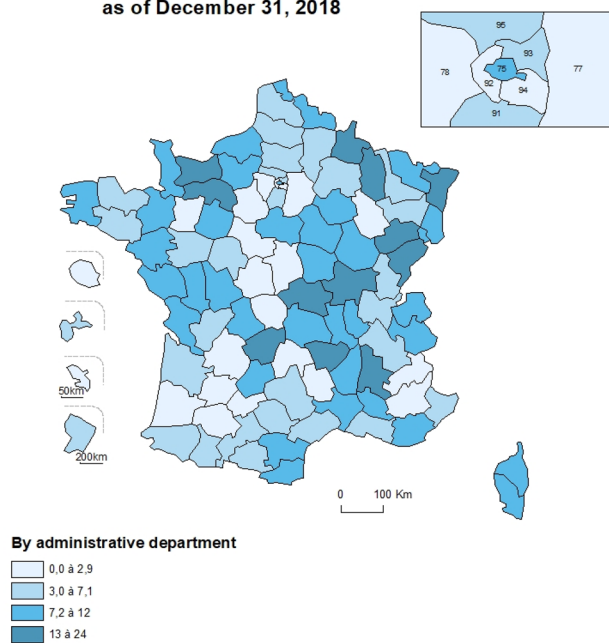 as of December 31, 2018
95
93
78
75
77
92
94
91
50km
200km
0 100 Km
By administrative department
0,0 à 2,9
3,0 à 7,1
7,2 à 12
13 à 24